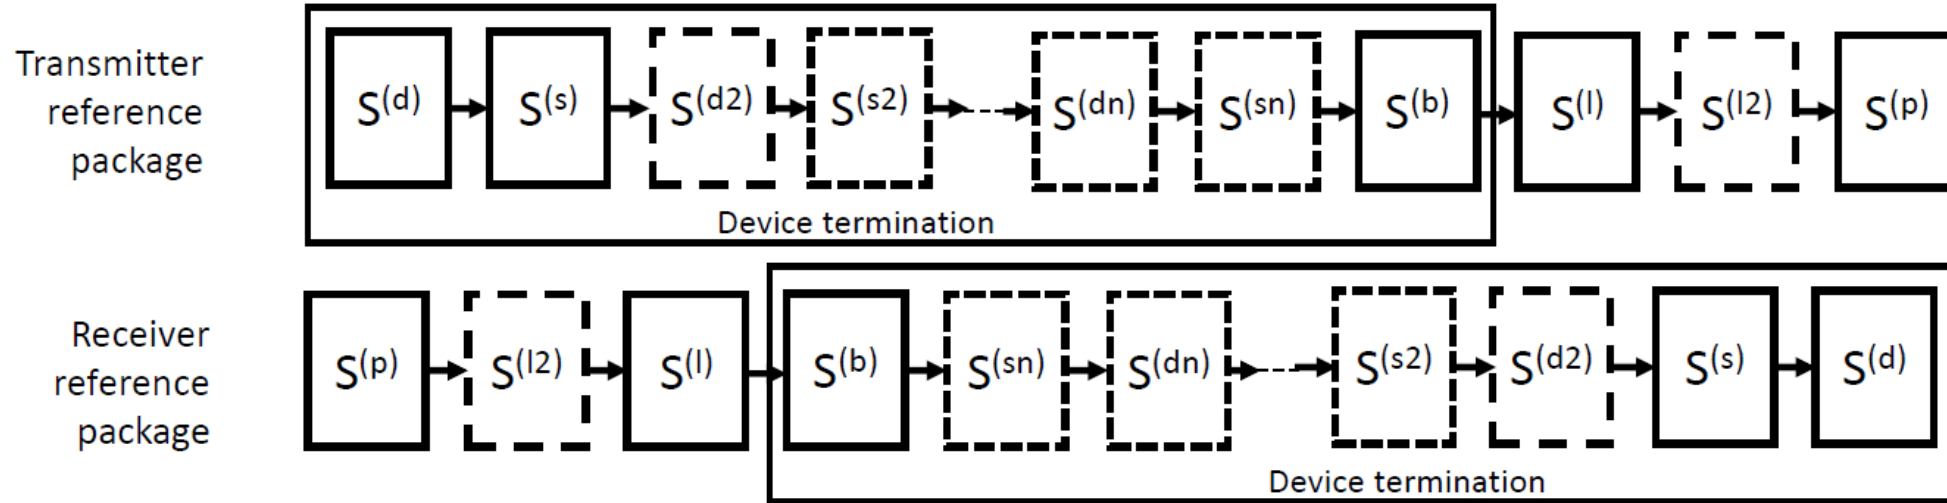 Transmitter
reference
package
S(d) S(s) S(d2) S(s2) S(dn) S(sn) S(b) S(l) S(l2) S(p)
Device termination
Receiver
reference
package
S(p) S(l2) S(l) S(b) S(sn) S(dn) S(s2) S(d2) S(s) S(d)
Device termination